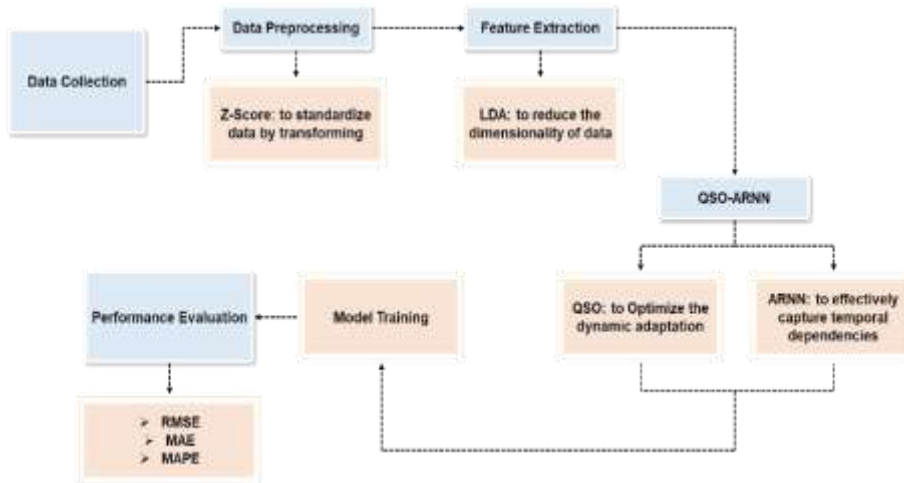 Data Collection
Data Preprocessing
Feature Extraction
Z-Score: to standardize
data by transforming
LDA: to reduce the
dimensionality of data
QSO-ARNN
QSO: to Optimize the
dynamic adaptation
ARNN: to effectively
capture temporal
dependencies
Model Training
Performance Evaluation
➢ RMSE
➢ MAE
➢ MAPE